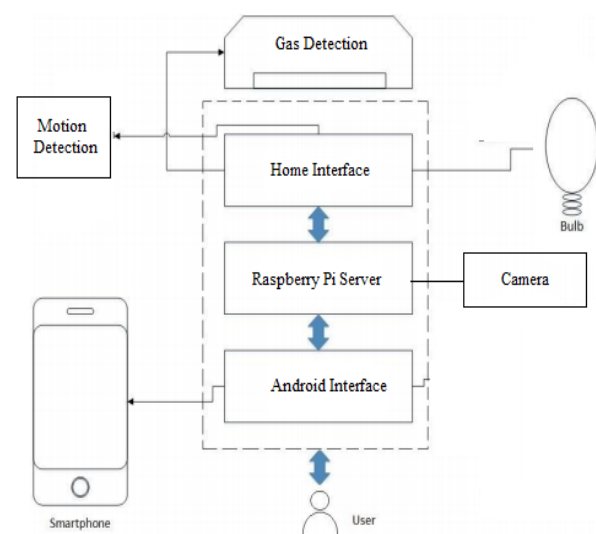 Gas Detection
Motion
Detection
Home Interface
Bulb
Raspberry Pi Server
Camera
Android Interface
Smartphone
User